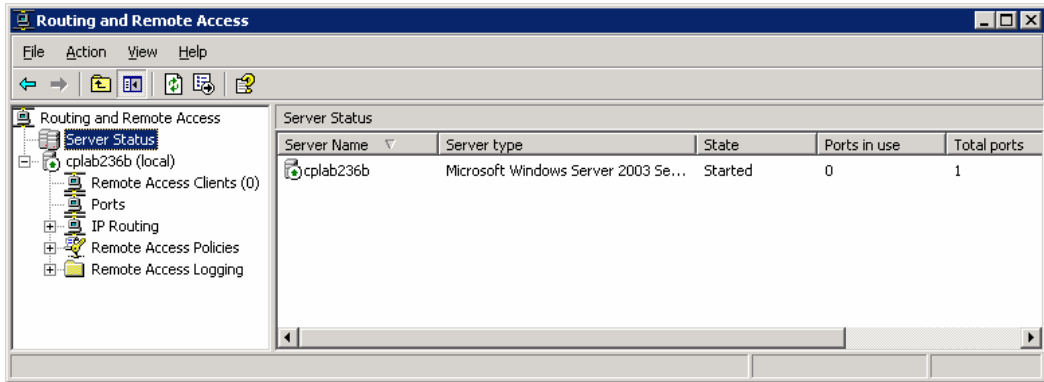 Routing and Remote Access
File Action View Help
Routing and Remote Access
Server Status
cplab236b (local)
Remote Access Clients (0)
Ports
IP Routing
Remote Access Policies
Remote Access Logging
Server Status
Server Name Server type State Ports in use Total ports
cplab236b Microsoft Windows Server 2003 Se... Started 0 1